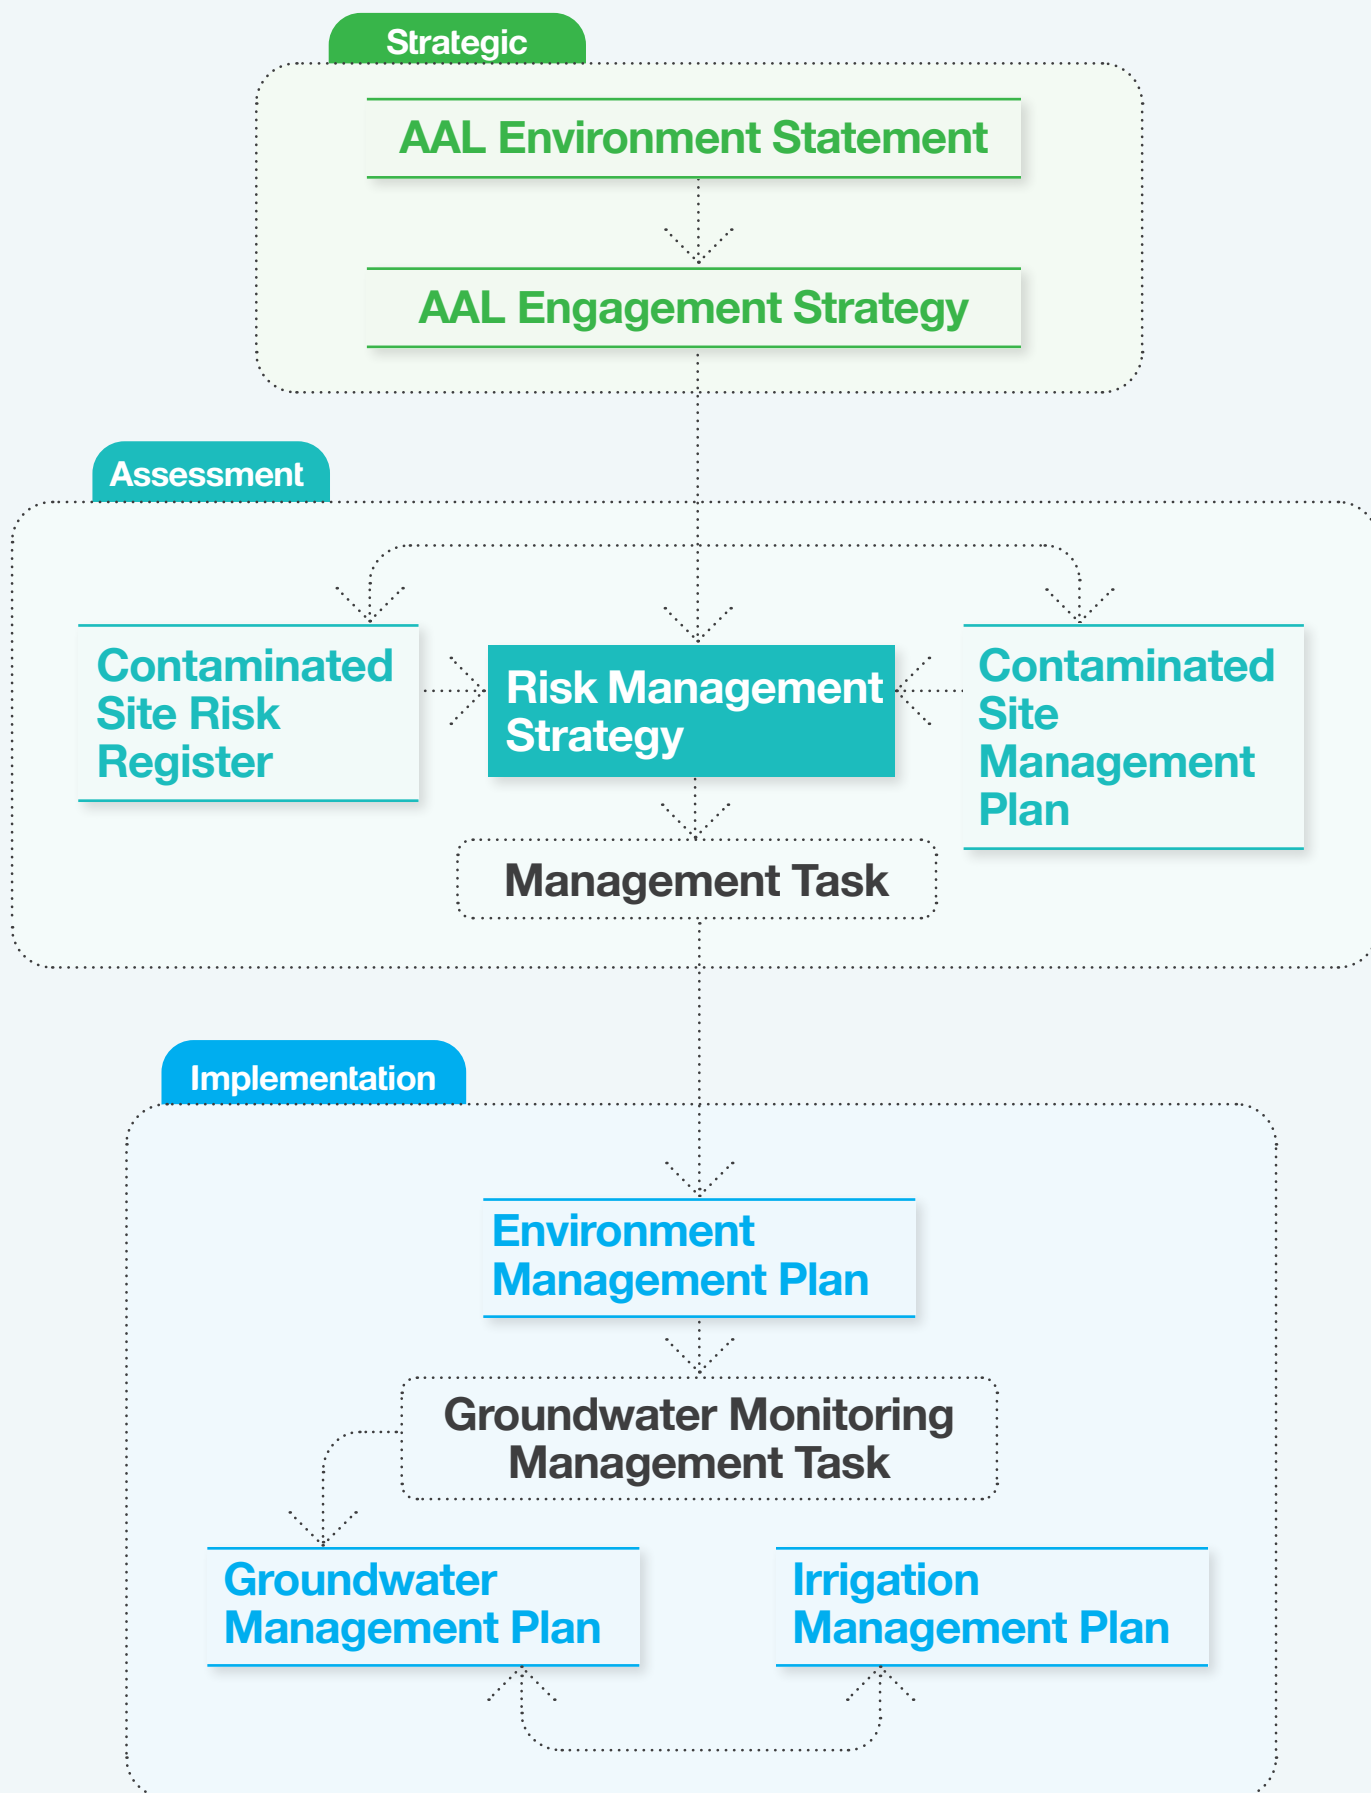 Strategic
AAL Environment Statement
AAL Engagement Strategy
Assessment
Contaminated
Site Risk
Register
Risk Management
Strategy
Contaminated
Site
Management
Plan
Management Task
Implementation
Environment
Management Plan
Groundwater Monitoring
Management Task
Groundwater
Management Plan
Irrigation
Management Plan